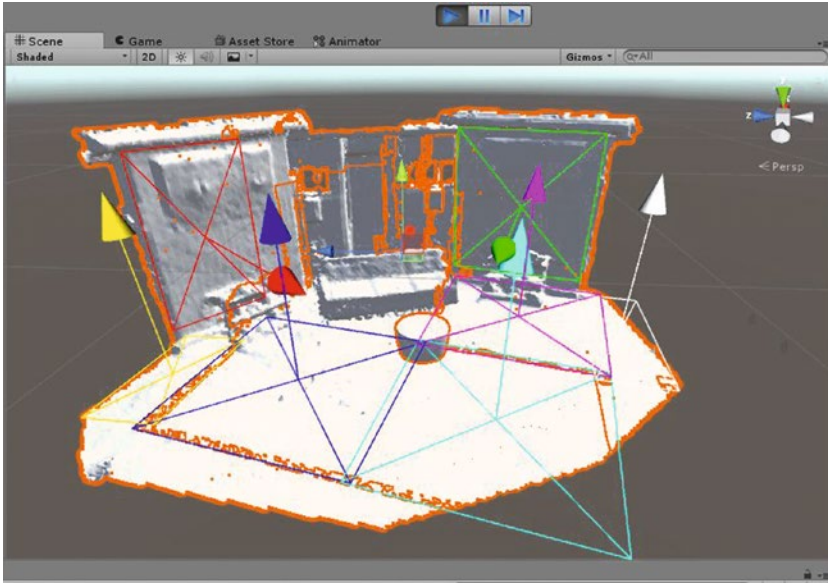 Scene Game Asset Store Animator
Shaded 2D Gizmos All
y
z
Persp